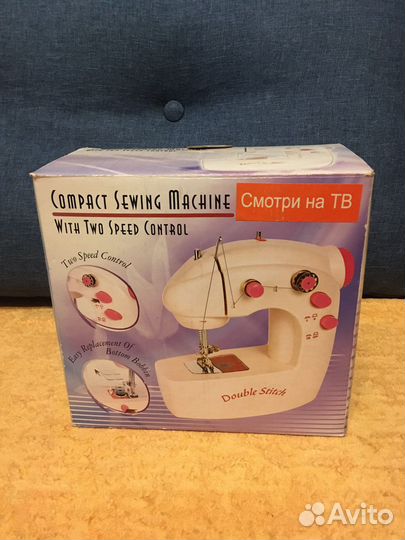 COMPACT SEWING MACHINE
WITH TWO SPEED CONTROL
Смотри на ТВ
Two Speed Control
Easy Replacement Of
Bottom Bobbin
Double Stitch
Avito